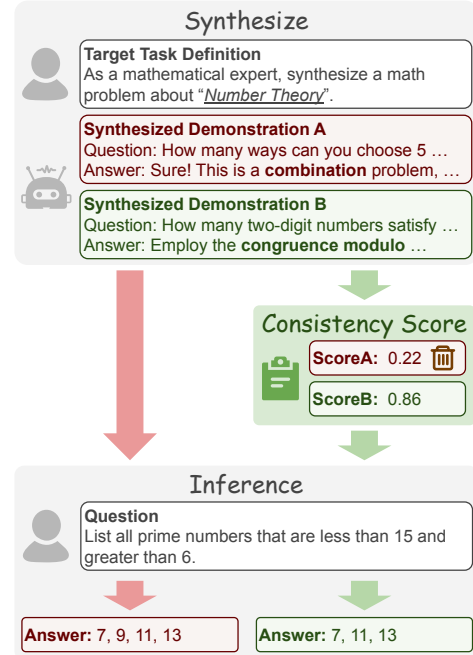 Synthesize
Target Task Definition
As a mathematical expert, synthesize a math
problem about “Number Theory”.
Synthesized Demonstration A
Question: How many ways can you choose 5 ...
Answer: Sure! This is a combination problem, ...
Synthesized Demonstration B
Question: How many two-digit numbers satisfy ...
Answer: Employ the congruence modulo ...
Consistency Score
ScoreA: 0.22
ScoreB: 0.86
Inference
Question
List all prime numbers that are less than 15 and
greater than 6.
Answer: 7, 9, 11, 13
Answer: 7, 11, 13